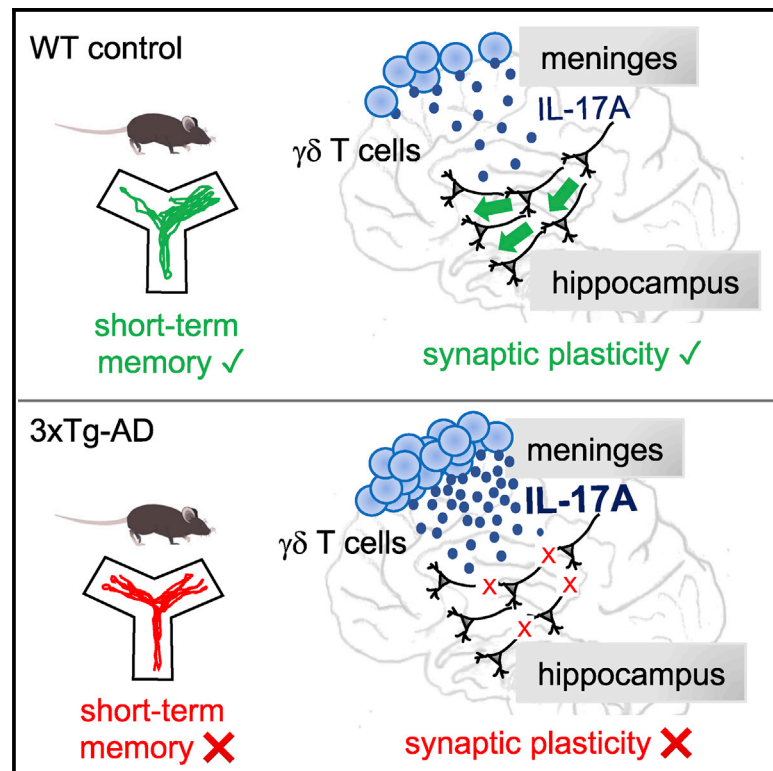 WT control
meninges
IL-17A
γδ T cells
hippocampus
short-term
memory ✓
synaptic plasticity ✓
3xTg-AD
meninges
IL-17A
γδ T cells
x
x
x
x
hippocampus
short-term
memory ✕
synaptic plasticity ✕